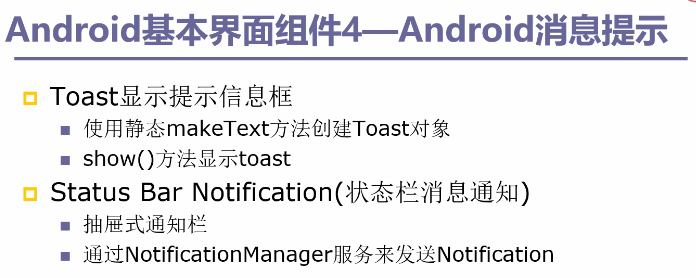 Android基本界面组件4—Android消息提示
Toast显示提示信息框
使用静态makeText方法创建Toast对象
show()方法显示toast
Status Bar Notification(状态栏消息通知)
抽屉式通知栏
通过NotificationManager服务来发送Notification